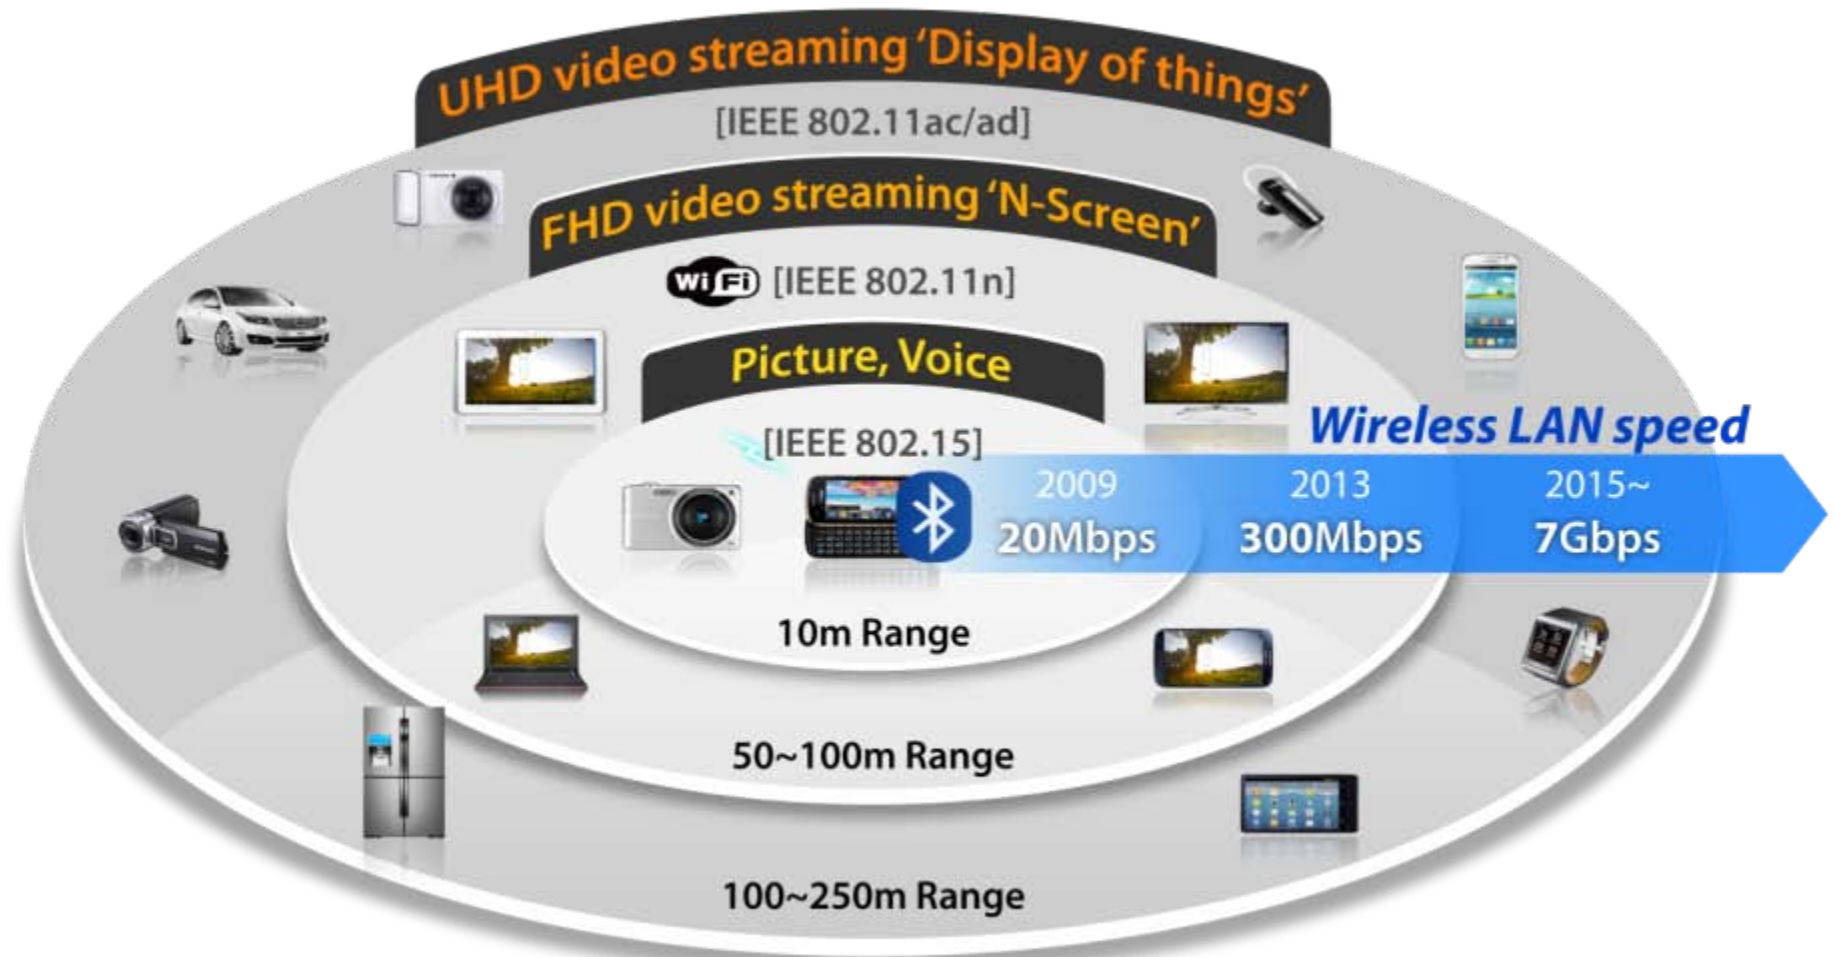 UHD video streaming 'Display of things'
[IEEE 802.11ac/ad]
FHD video streaming 'N-Screen'
Wi Fi [IEEE 802.11n]
Picture, Voice
[IEEE 802.15]
Wireless LAN speed
2009 2013 2015~
20Mbps 300Mbps 7Gbps
10m Range
50~100m Range
100~250m Range